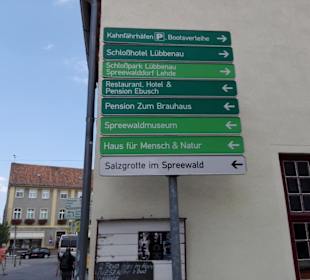 Kahnfährhäfen P Bootsverleihe
Schloßhotel Lübbenau
Schloßpark Lübbenau
Spreewalddorf Lehde
Restaurant, Hotel &
Pension Ebusch
Pension Zum Brauhaus
Spreewaldmuseum
Haus für Mensch & Natur
Salzgrotte im Spreewald